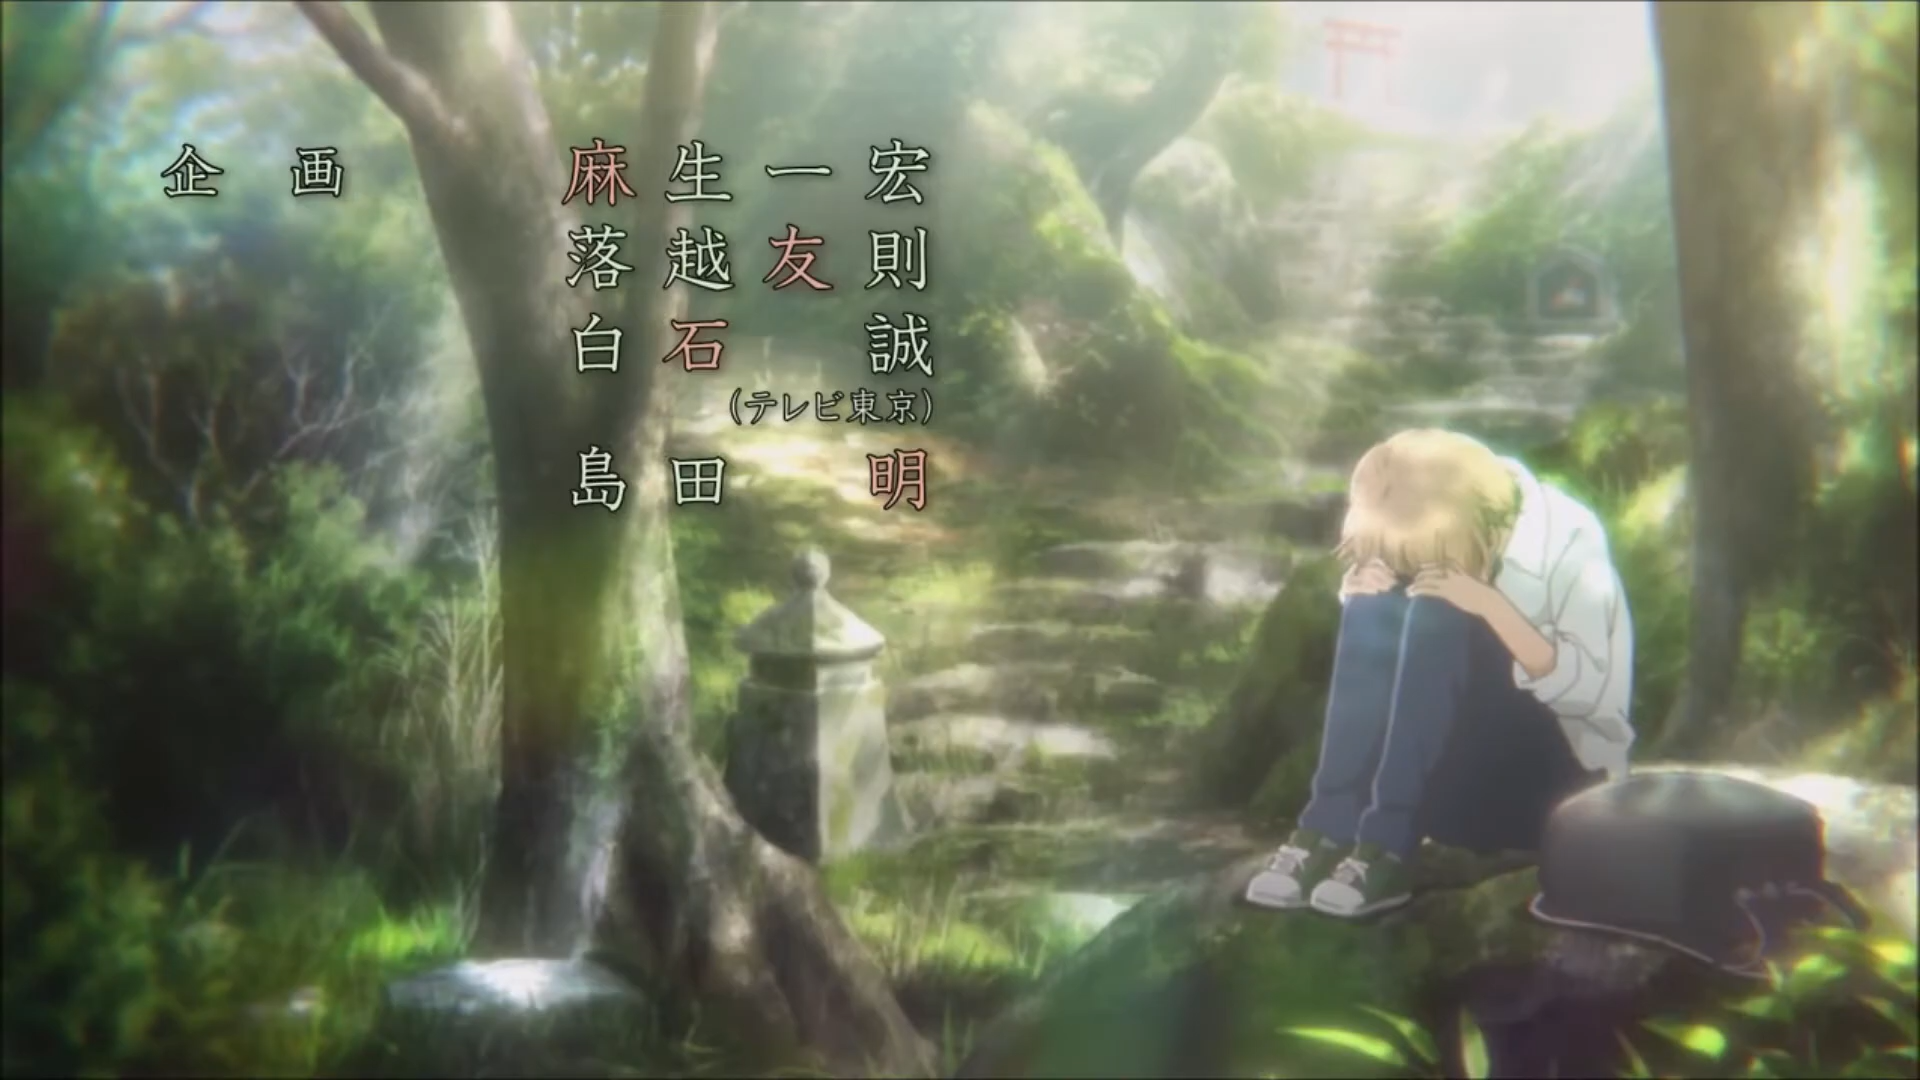 企画
麻生一宏
落越友則
白石誠
(テレビ東京)
島田明